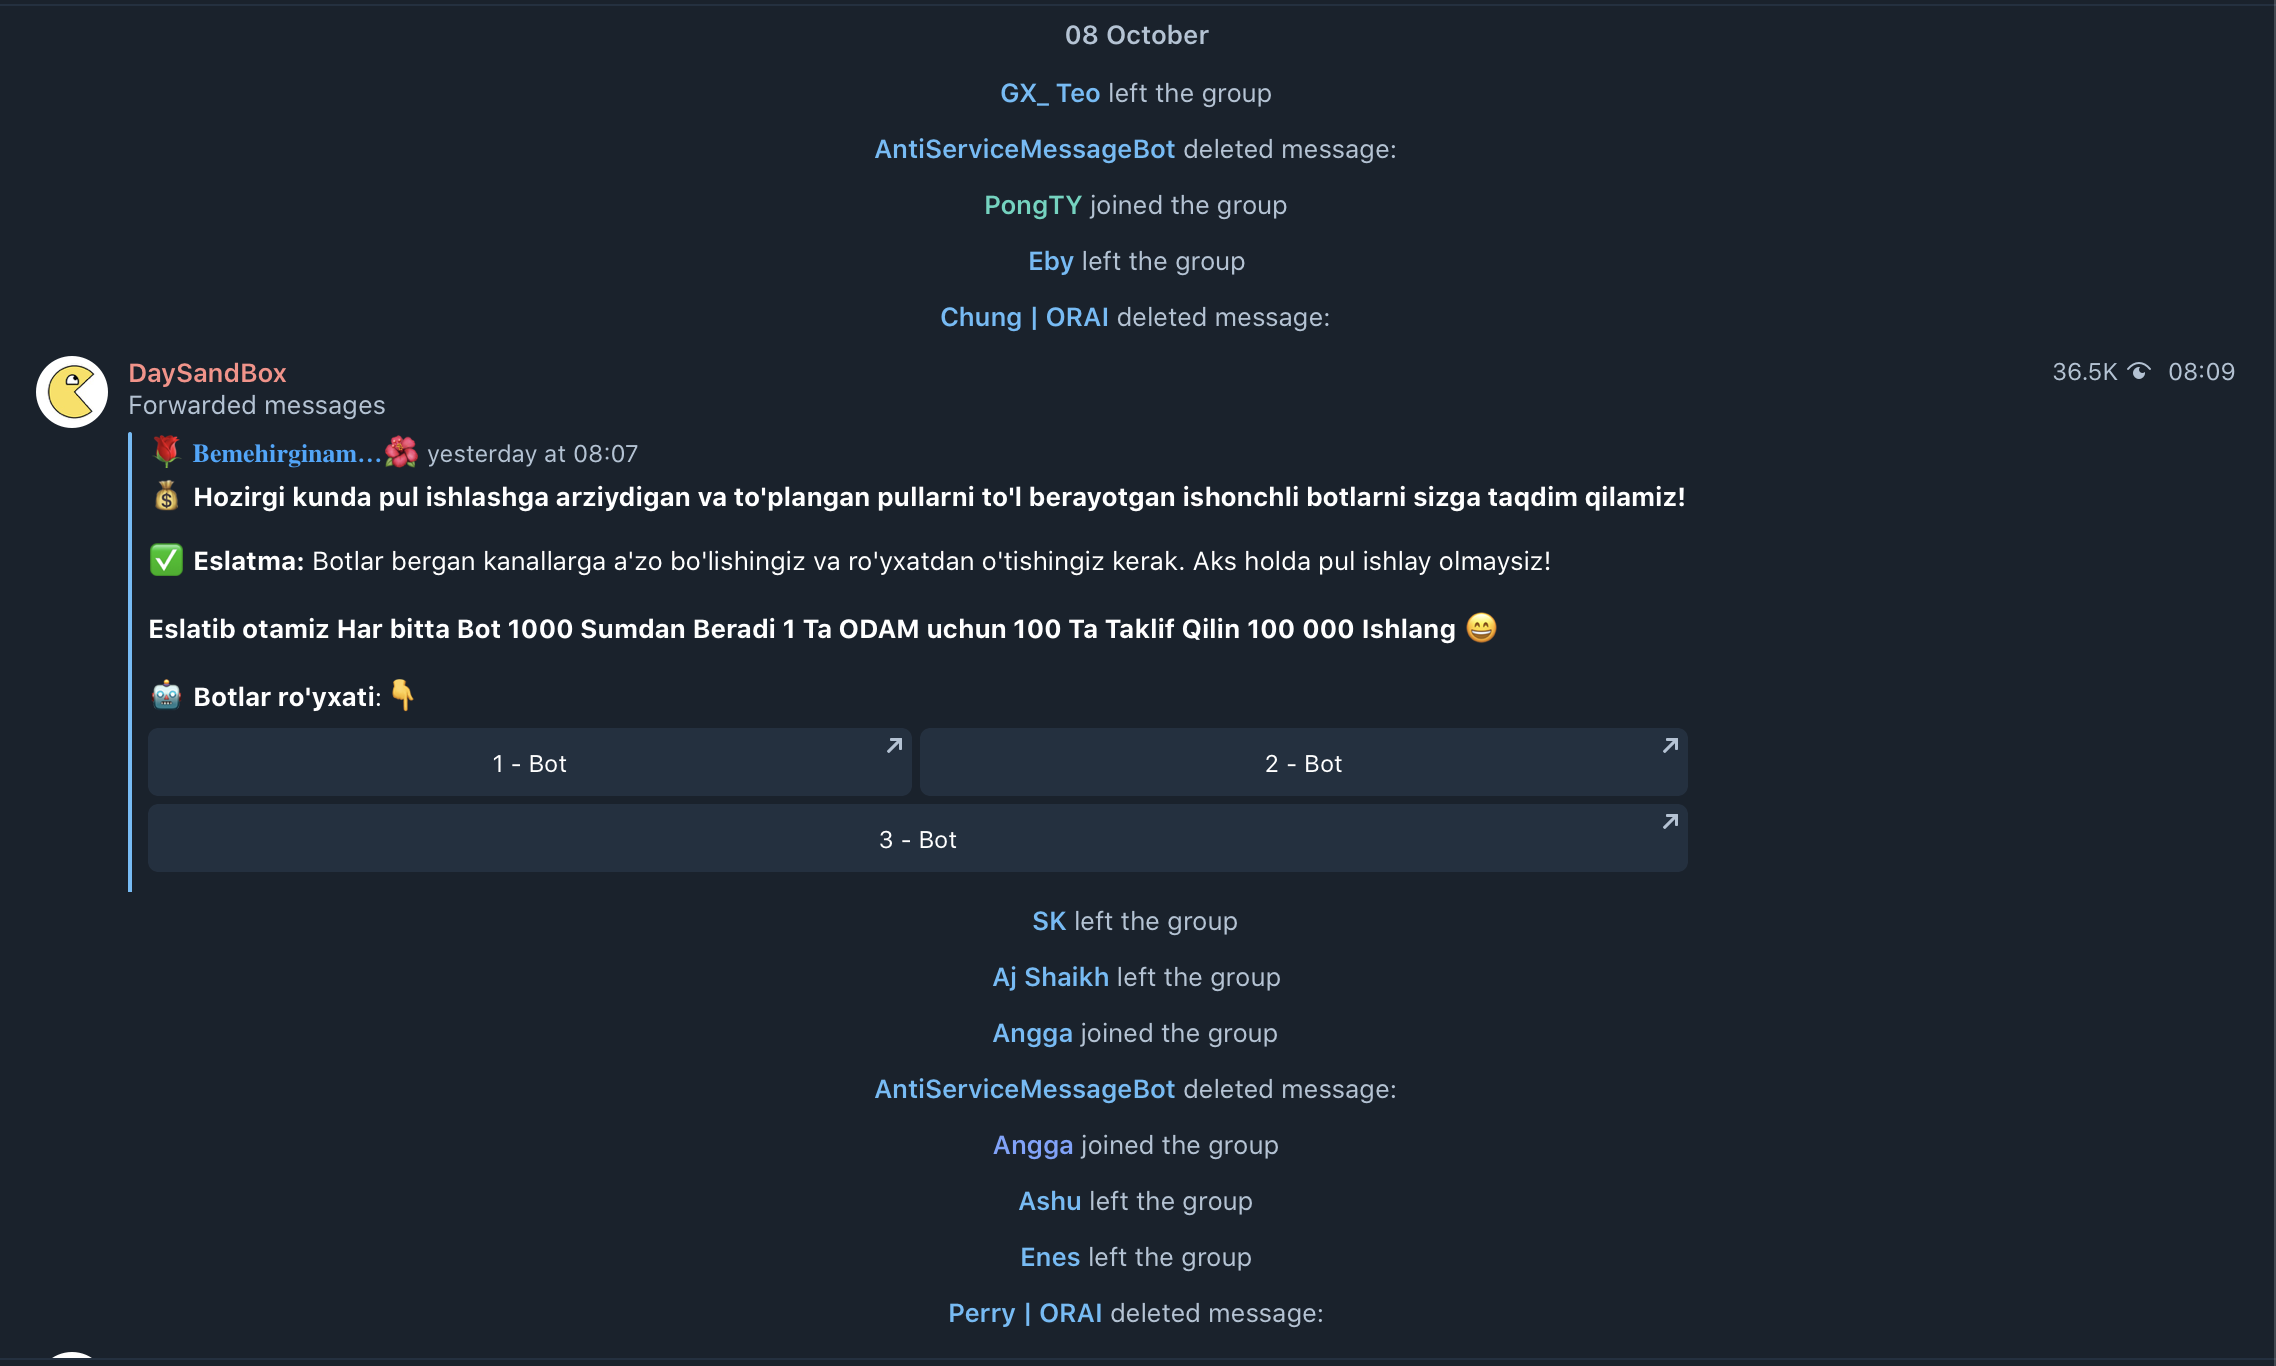 08 October
GX_ Teo left the group
AntiServiceMessageBot deleted message:
PongTY joined the group
Eby left the group
Chung | ORAI deleted message:
DaySandBox 36.5K 08:09
Forwarded messages
🌹 𝐁𝐞𝐦𝐞𝐡𝐢𝐫𝐠𝐢𝐧𝐚𝐦...🌺 yesterday at 08:07
💰 Hozirgi kunda pul ishlashga arziydigan va to'plangan pullarni to'l berayotgan ishonchli botlarni sizga taqdim qilamiz!
✅ Eslatma: Botlar bergan kanallarga a'zo bo'lishingiz va ro'yxatdan o'tishingiz kerak. Aks holda pul ishlay olmaysiz!
Eslatib otamiz Har bitta Bot 1000 Sumdan Beradi 1 Ta ODAM uchun 100 Ta Taklif Qilin 100 000 Ishlang 😄
🤖 Botlar ro'yxati: 👇
1 - Bot
2 - Bot
3 - Bot
SK left the group
Aj Shaikh left the group
Angga joined the group
AntiServiceMessageBot deleted message:
Angga joined the group
Ashu left the group
Enes left the group
Perry | ORAI deleted message: